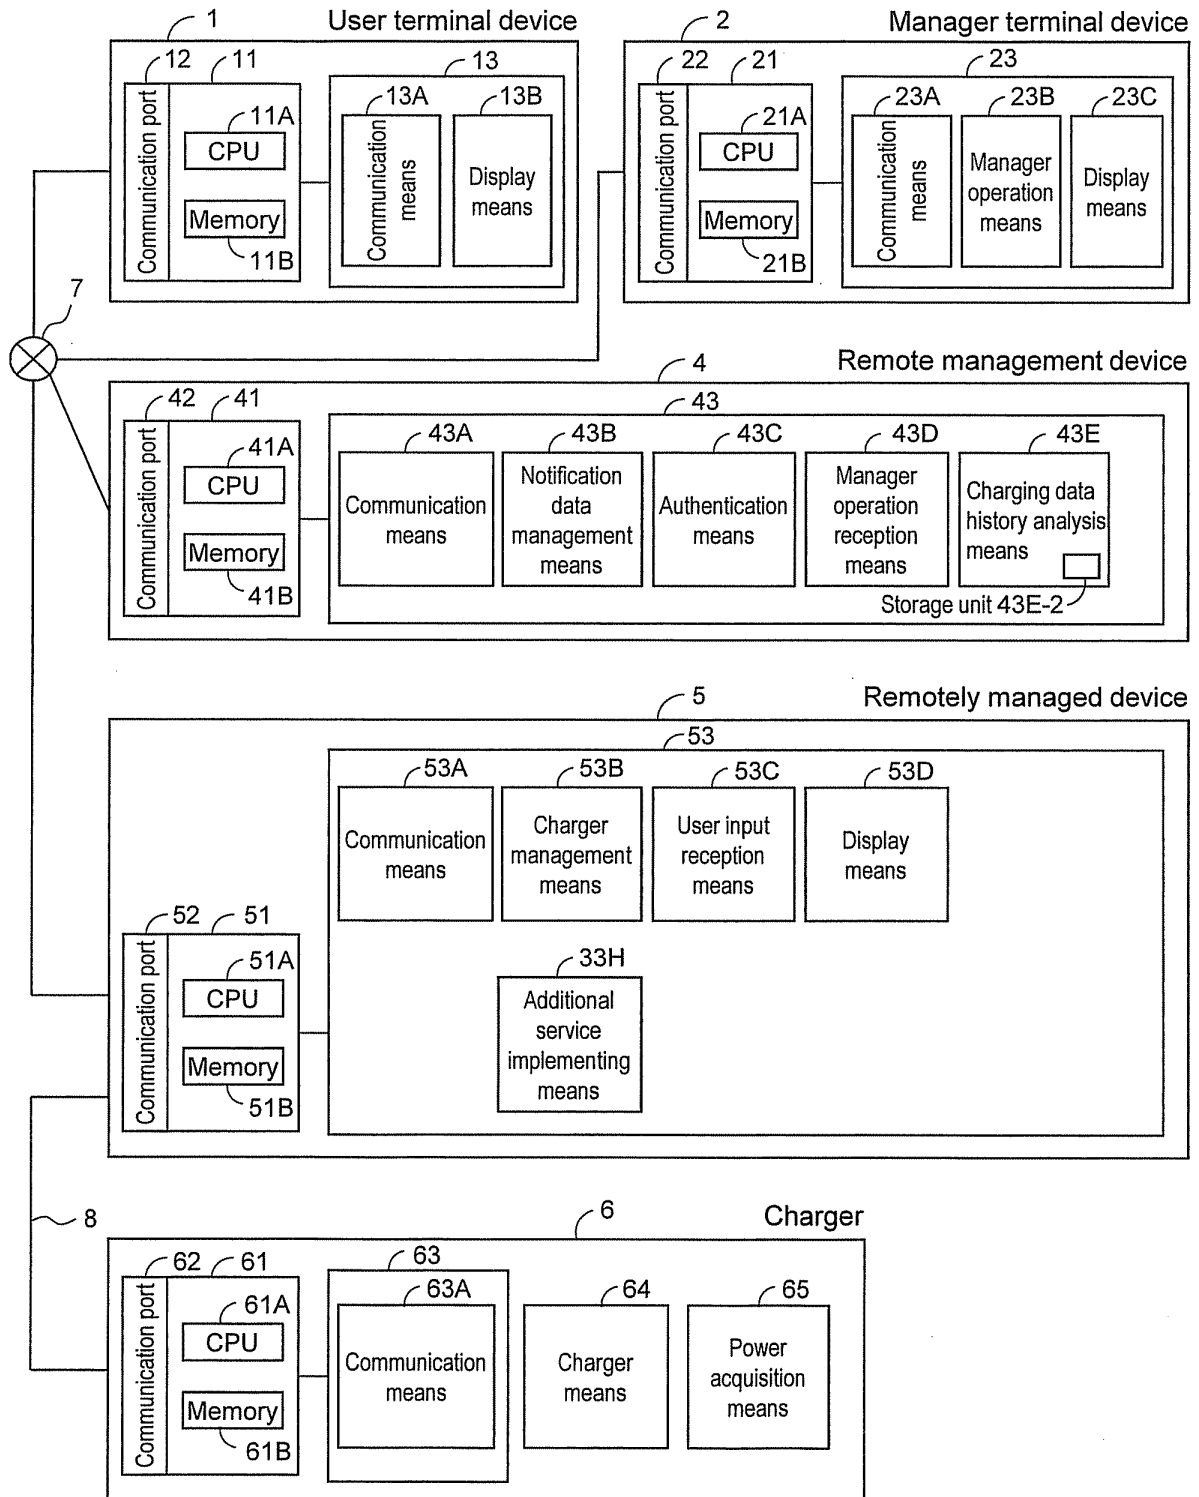 1
User terminal device
12
11
13
Communication port
11A
CPU
Memory
11B
13A
Communication
means
13B
Display
means
2
Manager terminal device
22
21
23
Communication port
21A
CPU
Memory
21B
23A
Communication
means
23B
Manager
operation
means
23C
Display
means
7
4
Remote management device
42
41
43
Communication port
41A
CPU
Memory
41B
43A
Communication
means
43B
Notification
data
management
means
43C
Authentication
means
43D
Manager
operation
reception
means
43E
Charging data
history analysis
means
Storage unit 43E-2
5
Remotely managed device
53
53A
Communication
means
53B
Charger
management
means
53C
User input
reception
means
53D
Display
means
52
51
Communication port
51A
CPU
Memory
51B
33H
Additional
service
implementing
means
8
6
Charger
62
61
63
Communication port
61A
CPU
Memory
61B
63A
Communication
means
64
Charger
means
65
Power
acquisition
means